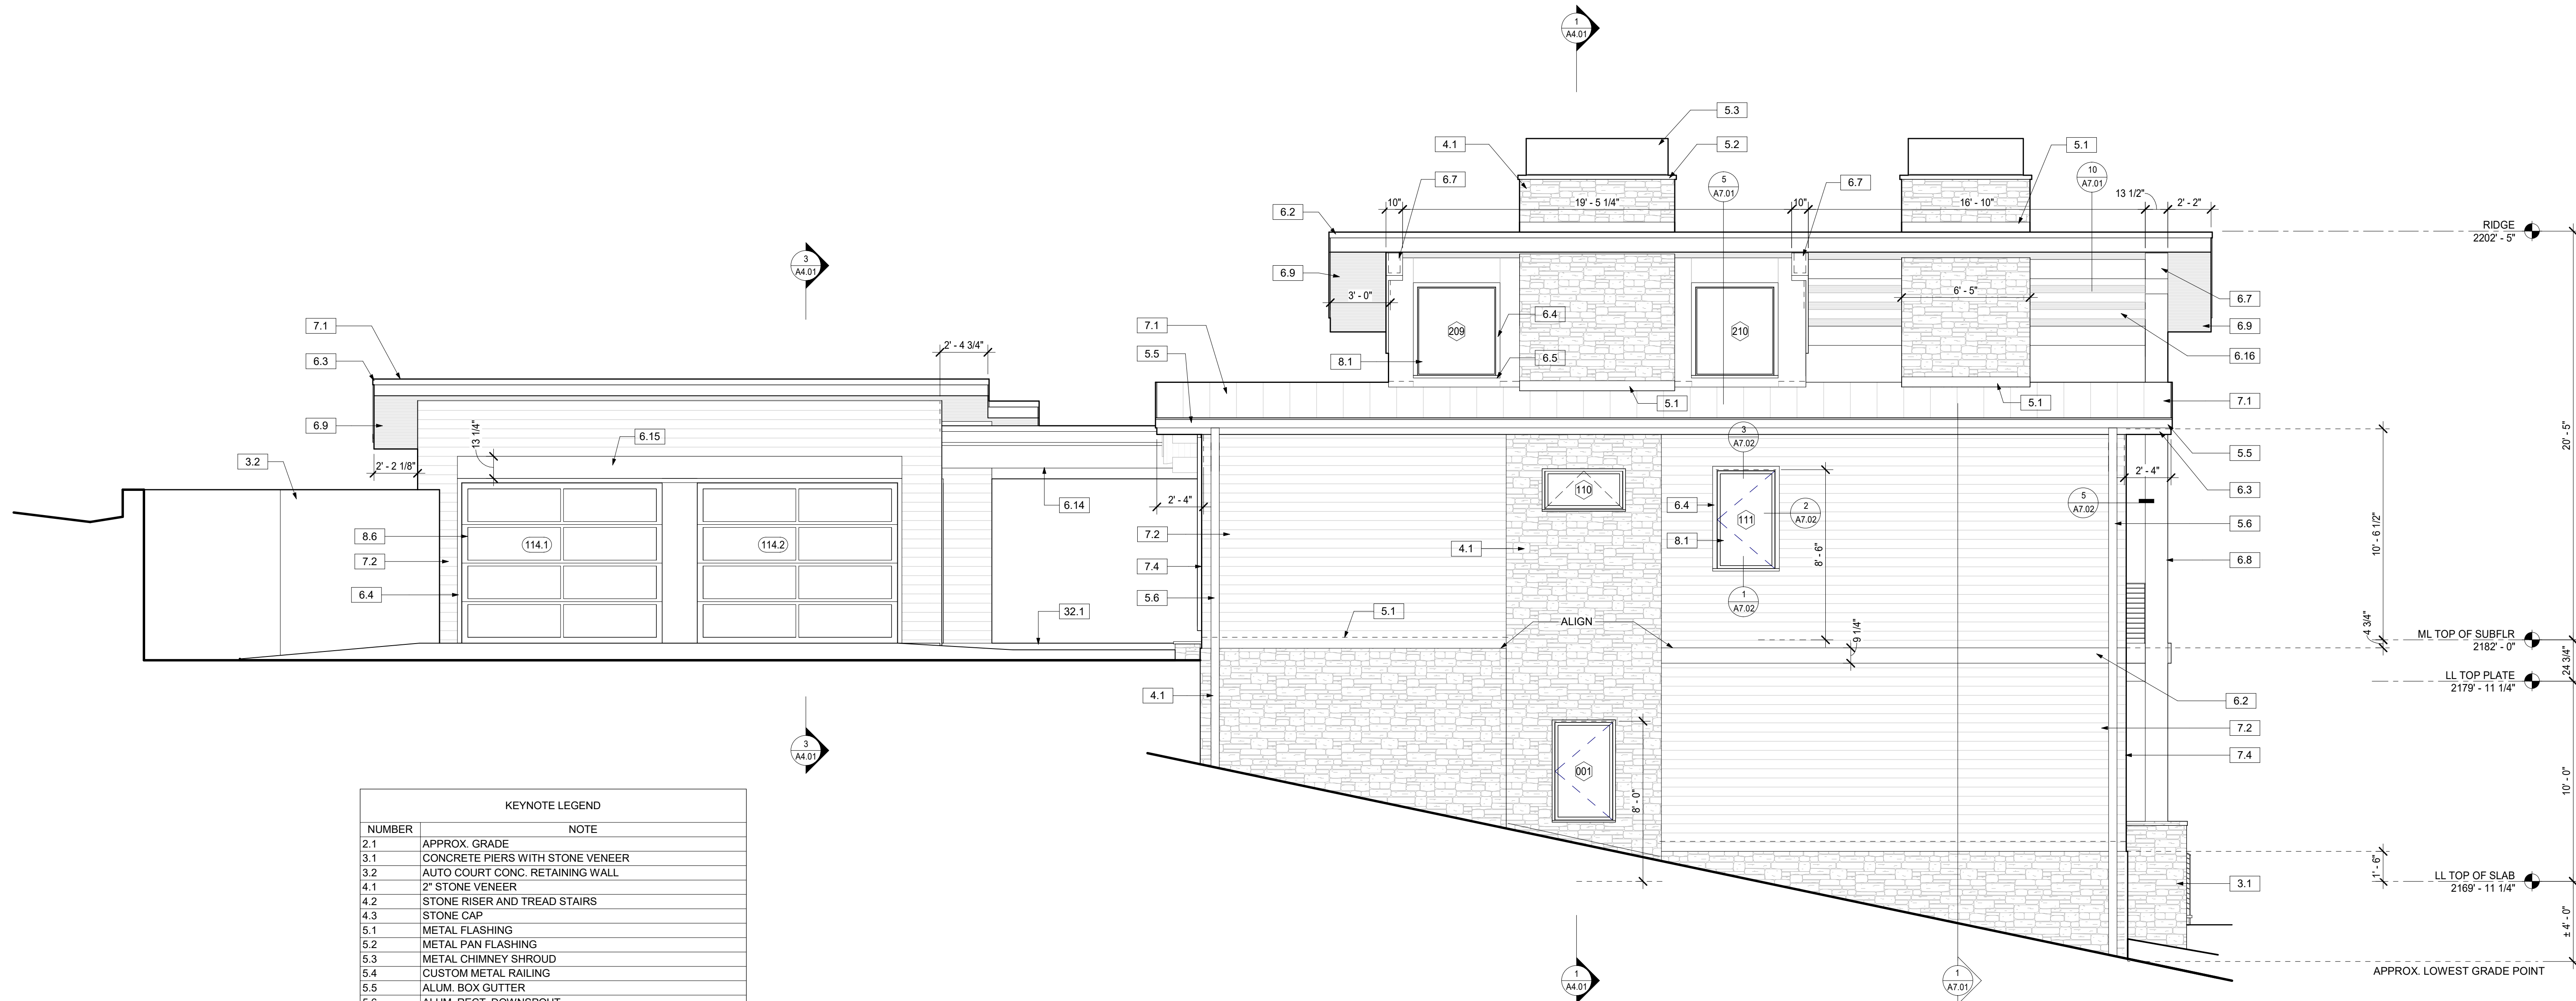 1
A4.01
5.3
4.1
5.2
5.1
6.7
5
A7.01
6.7
10
A7.01
6.2
10"
19' - 5 1/4"
10"
16' - 10"
13 1/2"
2' - 2"
RIDGE
2202' - 5"
3
A4.01
6.9
3' - 0"
6' - 5"
6.7
7.1
7.1
209
6.4
210
6.9
5.5
2' - 4 3/4"
8.1
6.5
6.16
6.3
5.1
5.1
7.1
6.9
13 1/4"
6.15
3
A7.02
20' - 5"
5.5
3.2
2' - 2 1/8"
2' - 4"
6.3
110
2' - 4"
5
A7.02
6.14
6.4
111
2
A7.02
5.6
8.6
114.1
114.2
7.2
4.1
8.1
8' - 6"
10' - 6 1/2"
7.2
7.4
6.8
6.4
5.6
1
A7.02
32.1
5.1
ALIGN
9 1/4"
4 3/4"
ML TOP OF SUBFLR
2182' - 0"
24 3/4"
LL TOP PLATE
2179' - 11 1/4"
4.1
6.2
7.2
3
A4.01
7.4
001
8' - 0"
10' - 0"
1' - 6"
LL TOP OF SLAB
2169' - 11 1/4"
3.1
± 4' - 0"
1
A4.01
1
A7.01
APPROX. LOWEST GRADE POINT
KEYNOTE LEGEND
NUMBER NOTE
2.1 APPROX. GRADE
3.1 CONCRETE PIERS WITH STONE VENEER
3.2 AUTO COURT CONC. RETAINING WALL
4.1 2" STONE VENEER
4.2 STONE RISER AND TREAD STAIRS
4.3 STONE CAP
5.1 METAL FLASHING
5.2 METAL PAN FLASHING
5.3 METAL CHIMNEY SHROUD
5.4 CUSTOM METAL RAILING
5.5 ALUM. BOX GUTTER
5.6 ALUM. RECT. DOWNSPOUT